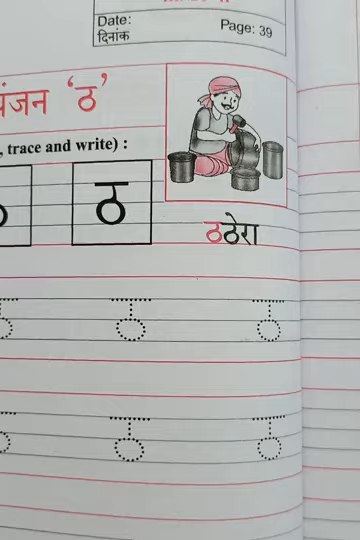 Date:
दिनांक
Page: 39
व्यंजन 'ठ'
, trace and write) :
ठ
ठठेरा
ठ ठ
ठ ठ